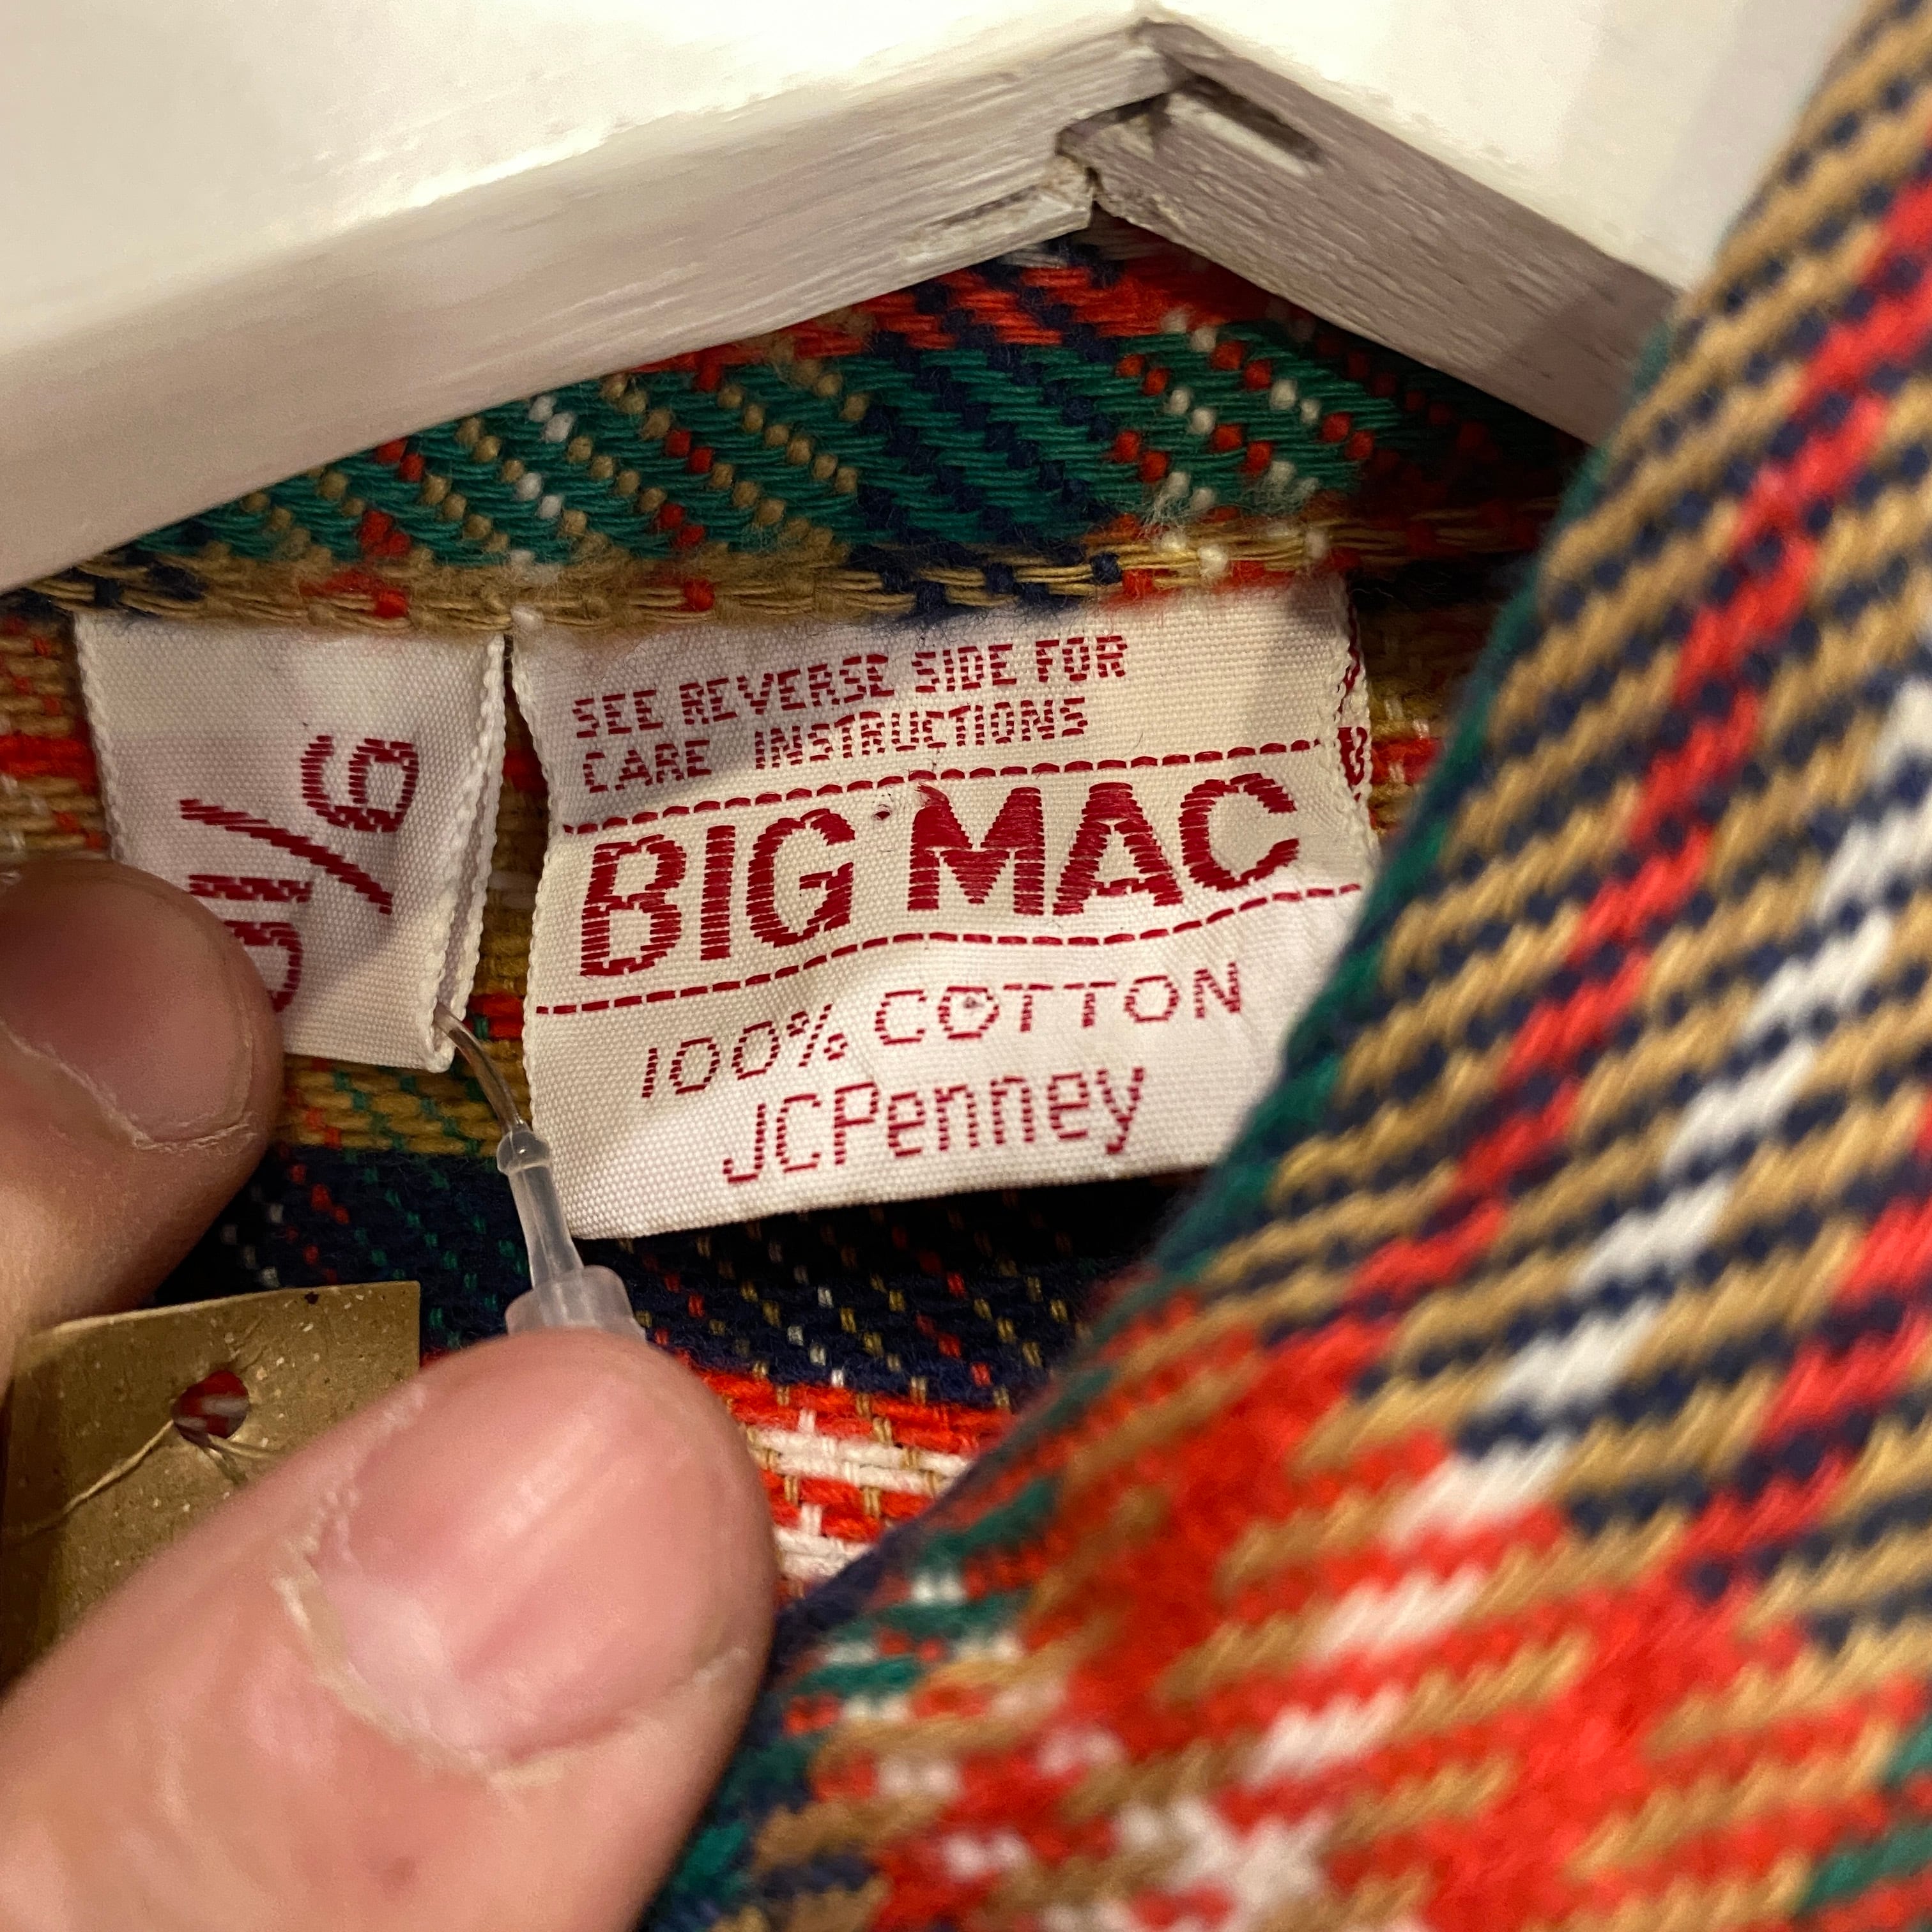 SEE REVERSE SIDE FOR
CARE INSTRUCTIONS
BIG MAC
100% COTTON
JCPenney